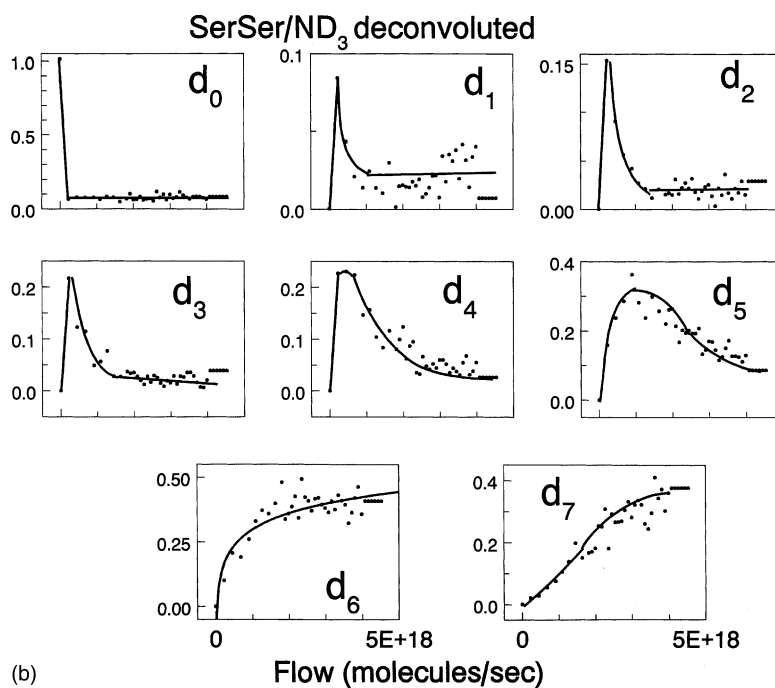 SerSer/ND₃ deconvoluted
1.0
0.5
0.0
d₀
0.1
0.0
d₁
0.15
0.00
d₂
0.2
0.1
0.0
d₃
0.2
0.1
0.0
d₄
0.4
0.2
0.0
d₅
0.50
0.25
0.00
d₆
0.4
0.2
0.0
d₇
0 5E+18
0 5E+18
(b) Flow (molecules/sec)